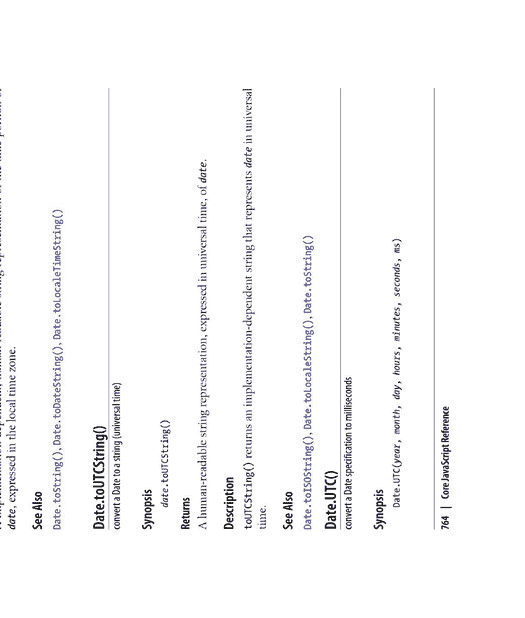 date, expressed in the local time zone.
See Also
Date.toString(), Date.toDateString(), Date.toLocaleTimeString()
Date.toUTCString()
convert a Date to a string (universal time)
Synopsis
date.toUTCString()
Returns
A human-readable string representation, expressed in universal time, of date.
Description
toUTCString() returns an implementation-dependent string that represents date in universal
time.
See Also
Date.toISOString(), Date.toLocaleString(), Date.toString()
Date.UTC()
convert a Date specification to milliseconds
Synopsis
Date.UTC(year, month, day, hours, minutes, seconds, ms)
764 | Core JavaScript Reference